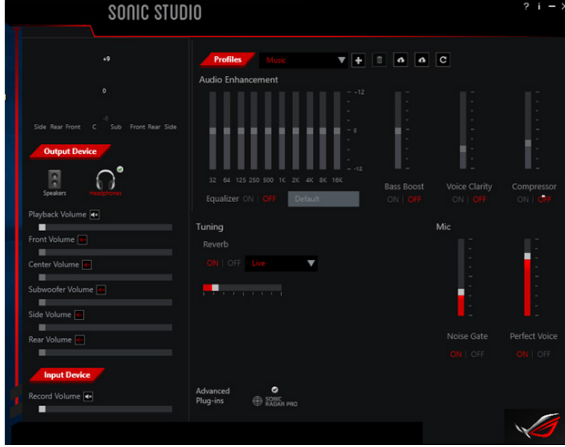 SONIC STUDIO
? i
Profiles Music
Audio Enhancement
+9
0
-9
Side Rear Front C Sub Front Rear Side
+12
0
-12
32 64 125 250 500 1K 2K 4K 8K 16K
Equalizer ON | OFF Default
Bass Boost
ON | OFF
Voice Clarity
ON | OFF
Compressor
ON | OFF
Output Device
Speakers
Headphones
Playback Volume
Front Volume
Center Volume
Subwoofer Volume
Side Volume
Rear Volume
Input Device
Record Volume
Tuning
Reverb
ON | OFF Live
Mic
Noise Gate
ON | OFF
Perfect Voice
ON | OFF
Advanced
Plug-ins
SONIC
RADAR PRO